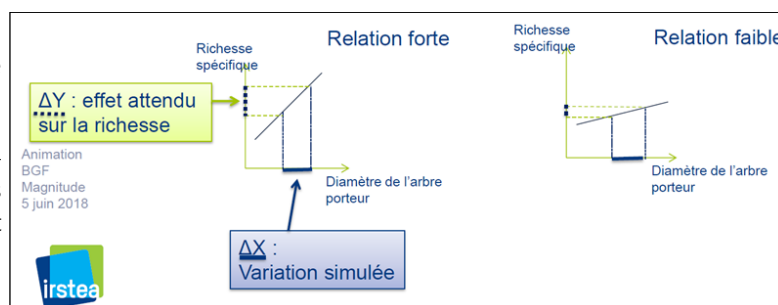 Richesse
spécifique
Relation forte
ΔY : effet attendu
sur la richesse
Animation
BGF
Magnitude
5 juin 2018
Diamètre de l'arbre
porteur
ΔX :
Variation simulée
irstea
Richesse
spécifique
Relation faible
Diamètre de l'arbre
porteur